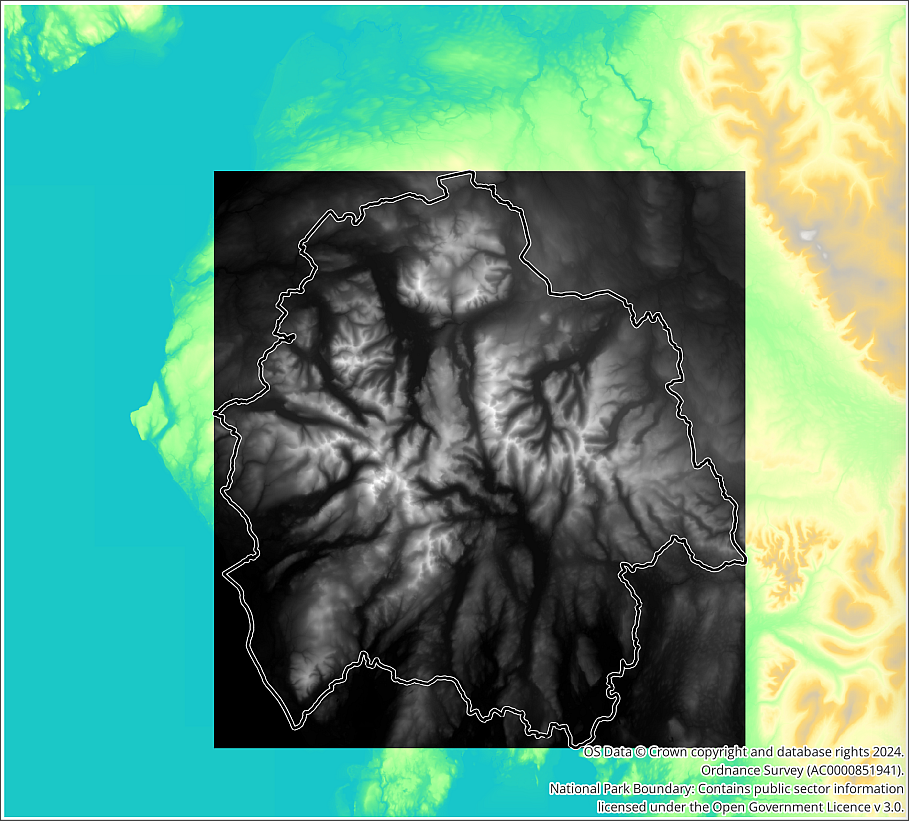 OS Data © Crown copyright and database rights 2024.
Ordnance Survey (AC0000851941).
National Park Boundary: Contains public sector information
licensed under the Open Government Licence v 3.0.